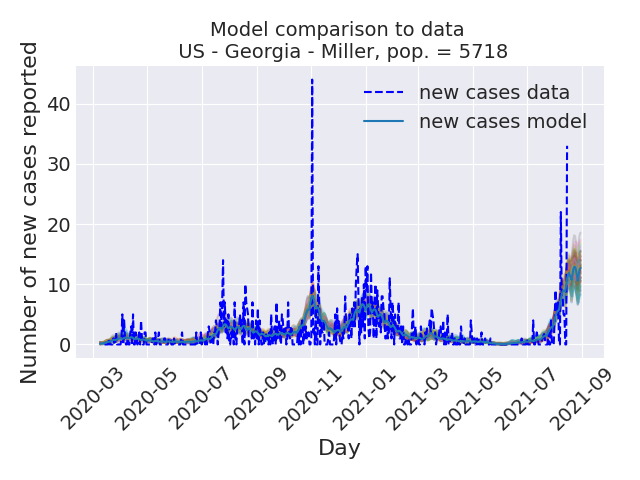 Model comparison to data
US - Georgia - Miller, pop. = 5718
Number of new cases reported
40
30
20
10
0
new cases data
new cases model
2020-03
2020-05
2020-07
2020-09
2020-11
2021-01
2021-03
2021-05
2021-07
2021-09
Day